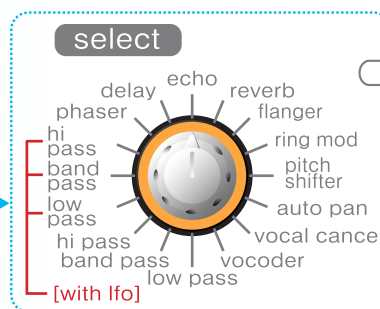 select
echo
delay
reverb
phaser
flanger
hi
pass
ring mod
band
pass
pitch
shifter
low
pass
auto pan
hi pass
vocal cance
band pass
vocoder
low pass
[with lfo]